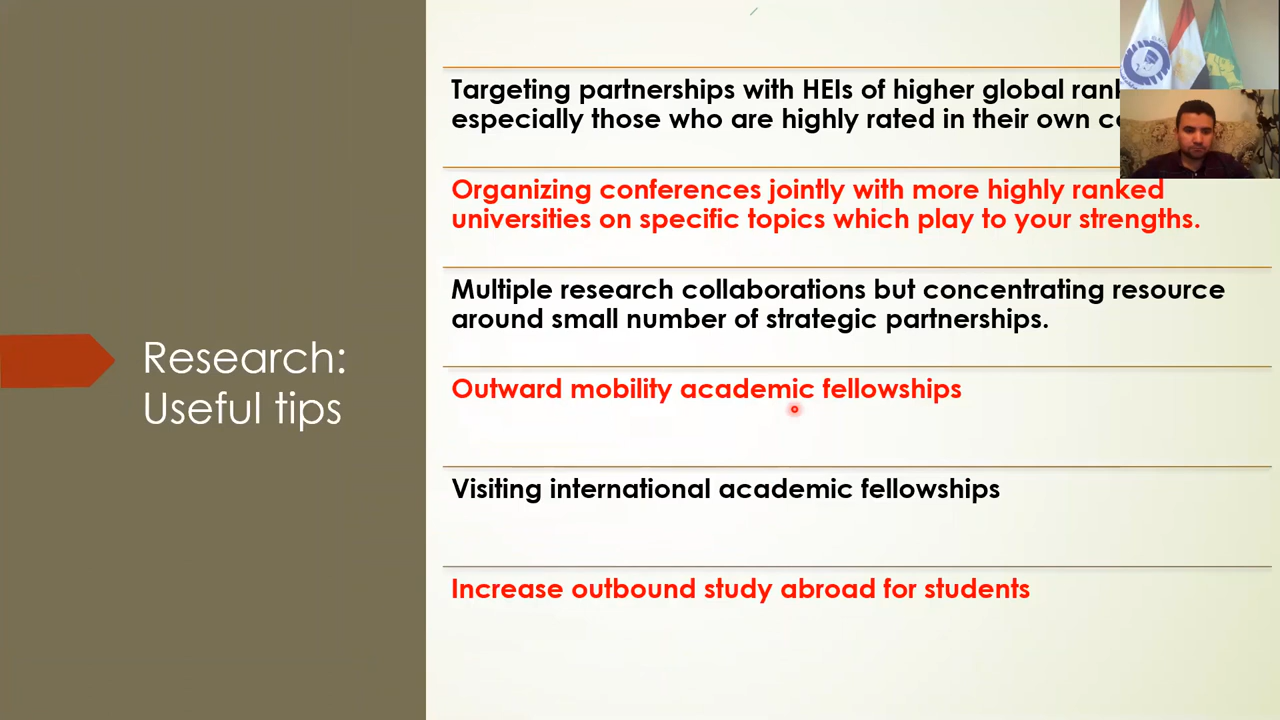 Targeting partnerships with HEIs of higher global
especially those who are highly rated in their own
Organizing conferences jointly with more highly ranked
universities on specific topics which play to your strengths.
Multiple research collaborations but concentrating resource
around small number of strategic partnerships.
Research:
Useful tips
Outward mobility academic fellowships
Visiting international academic fellowships
Increase outbound study abroad for students